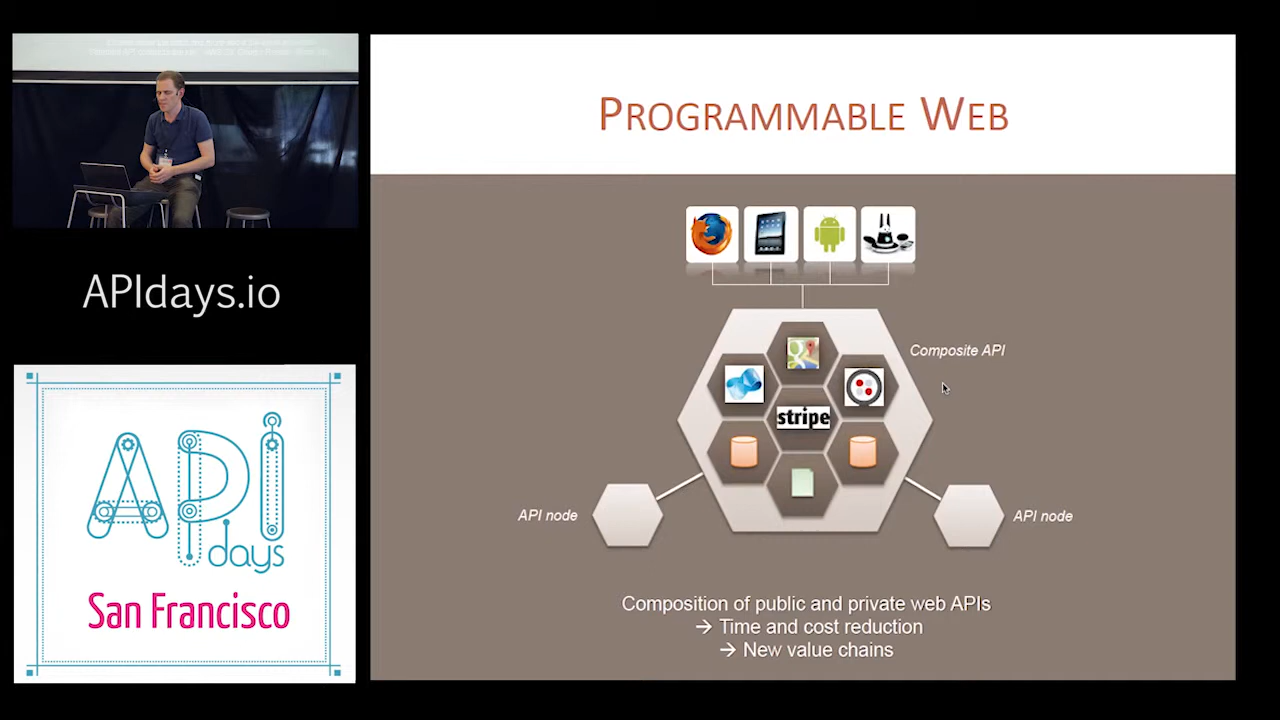 PROGRAMMABLE WEB
APIdays.io
Composite API
stripe
API node
API node
API
days
San Francisco
Composition of public and private web APIs
→ Time and cost reduction
→ New value chains